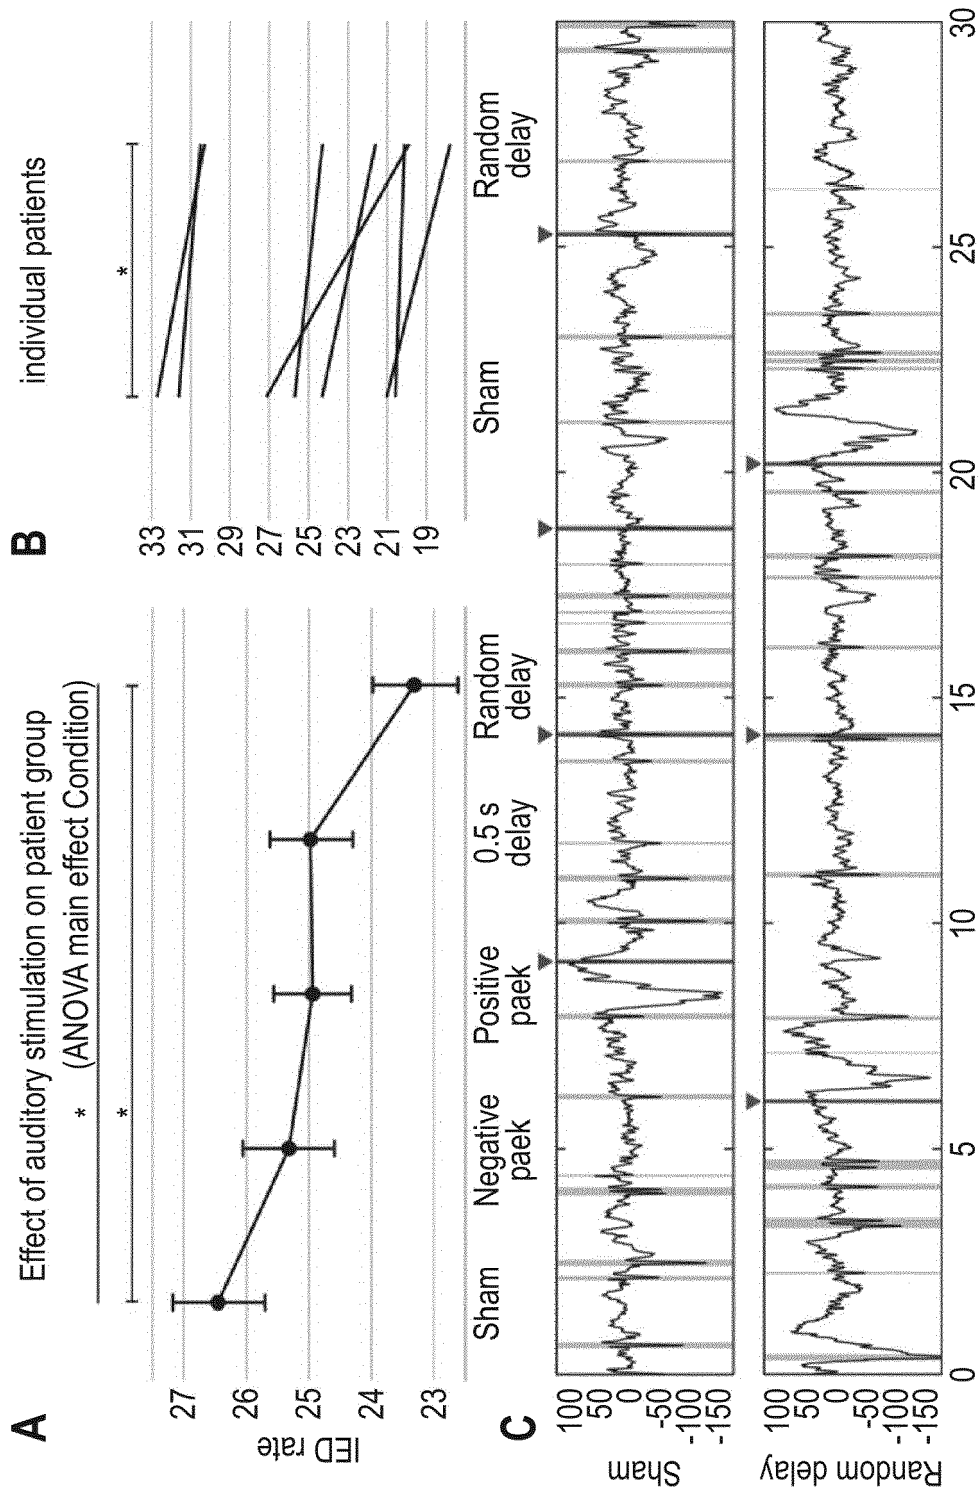 A
Effect of auditory stimulation on patient group
(ANOVA main effect Condition)
*
*
IED rate
27
26
25
24
23
Sham
Negative
paek
Positive
paek
0.5 s
delay
Random
delay
B
individual patients
*
33
31
29
27
25
23
21
19
Sham
Random
delay
C
Sham
100
50
0
-50
-100
-150
Random delay
100
50
0
-50
-100
-150
0
5
10
15
20
25
30